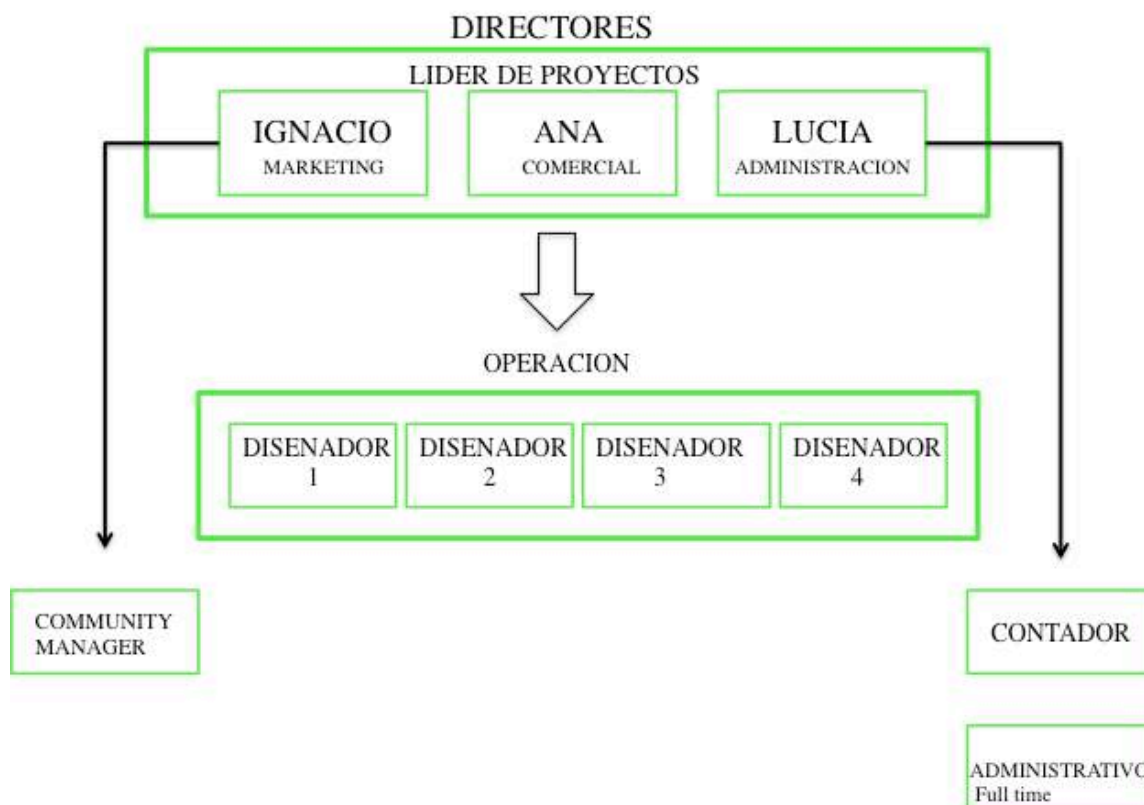 DIRECTORES
LIDER DE PROYECTOS
IGNACIO
MARKETING
ANA
COMERCIAL
LUCIA
ADMINISTRACION
OPERACION
DISENADOR
1
DISENADOR
2
DISENADOR
3
DISENADOR
4
COMMUNITY
MANAGER
CONTADOR
ADMINISTRATIVO
Full time